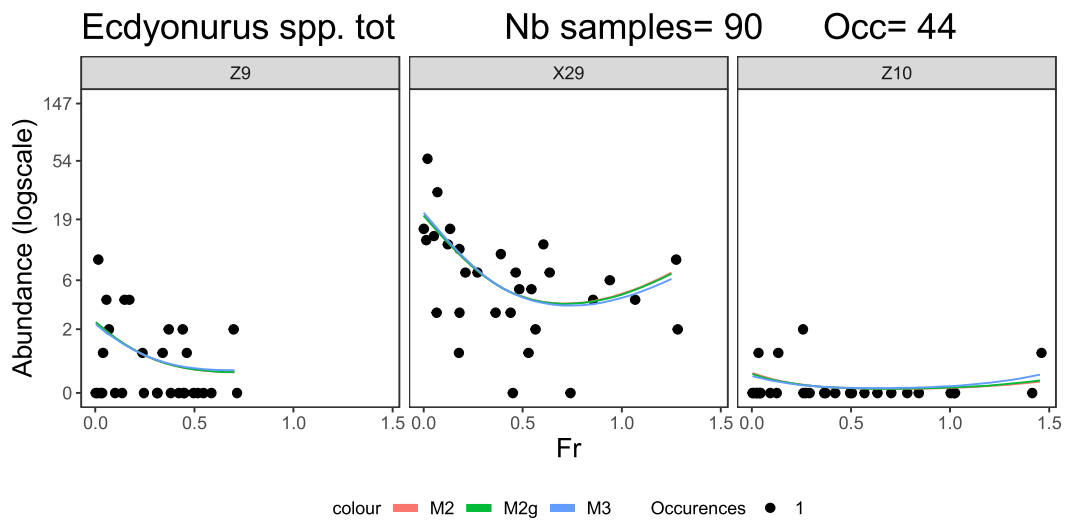 Ecdyonurus spp. tot Nb samples= 90 Occ= 44
Z9 X29 Z10
Abundance (logscale)
147
54
19
6
2
0
0.0 0.5 1.0 1.5 0.0 0.5 1.0 1.5 0.0 0.5 1.0 1.5
Fr
colour M2 M2g M3 Occurences 1